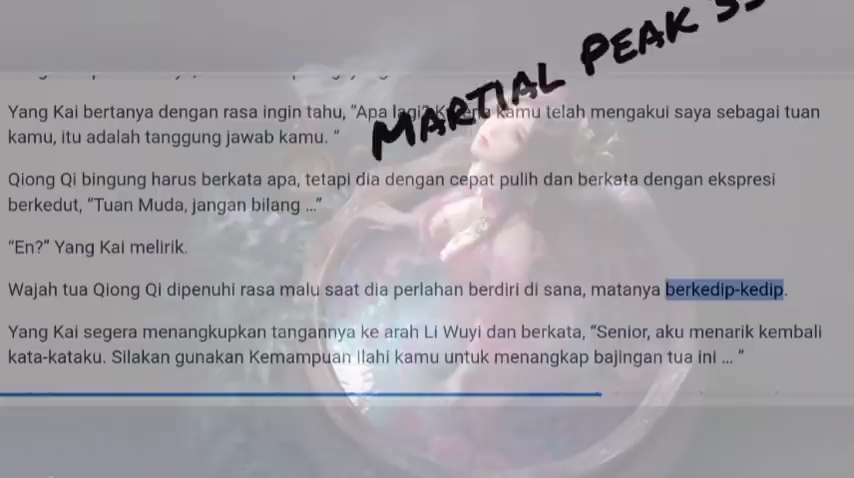 MARTIAL PEAK
Yang Kai bertanya dengan rasa ingin tahu, “Apa lagi? Karena kamu telah mengakui saya sebagai tuan
kamu, itu adalah tanggung jawab kamu. ”
Qiong Qi bingung harus berkata apa, tetapi dia dengan cepat pulih dan berkata dengan ekspresi
berkedut, “Tuan Muda, jangan bilang ...”
“En?” Yang Kai melirik.
Wajah tua Qiong Qi dipenuhi rasa malu saat dia perlahan berdiri di sana, matanya berkedip-kedip.
Yang Kai segera menangkupkan tangannya ke arah Li Wuyi dan berkata, “Senior, aku menarik kembali
kata-kataku. Silakan gunakan Kemampuan Ilahi kamu untuk menangkap bajingan tua ini ... ”